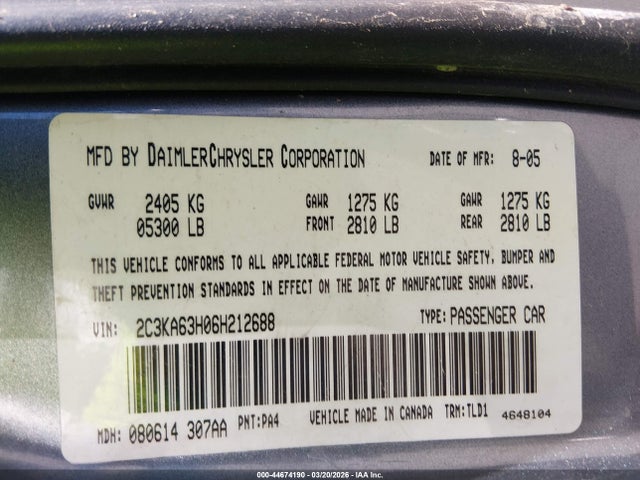 MFD BY DAIMLERCHRYSLER CORPORATION DATE OF MFR: 8-05
GVWR 2405 KG GAWR 1275 KG GAWR 1275 KG
05300 LB FRONT 2810 LB REAR 2810 LB
THIS VEHICLE CONFORMS TO ALL APPLICABLE FEDERAL MOTOR VEHICLE SAFETY, BUMPER AND
THEFT PREVENTION STANDARDS IN EFFECT ON THE DATE OF MANUFACTURE SHOWN ABOVE.
VIN: 2C3KA63H06H212688 TYPE: PASSENGER CAR
MDH: 080614 307AA PNT: PA4 VEHICLE MADE IN CANADA TRM: TLD1 4648104
000-44674190 - 03/20/2026 - IAA Inc.